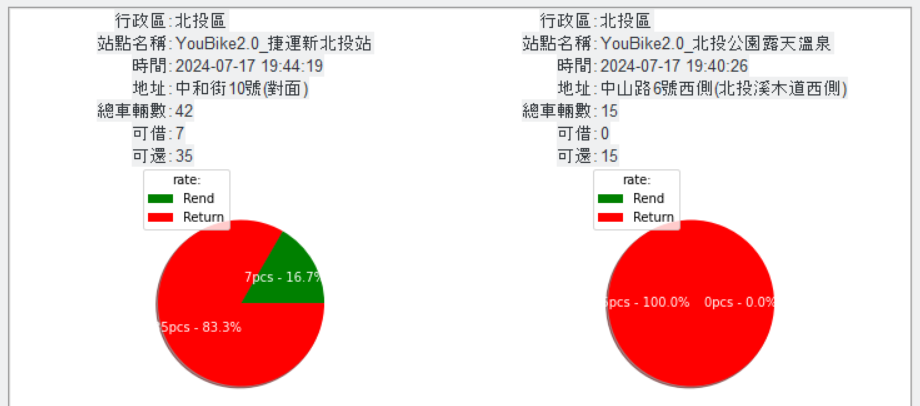 行政區:北投區
站點名稱:YouBike2.0_捷運新北投站
時間:2024-07-17 19:44:19
地址:中和街10號(對面)
總車輛數:42
可借:7
可還:35
rate:
Rend
Return
7pcs - 16.7%
5pcs - 83.3%
行政區:北投區
站點名稱:YouBike2.0_北投公園露天溫泉
時間:2024-07-17 19:40:26
地址:中山路6號西側(北投溪木道西側)
總車輛數:15
可借:0
可還:15
rate:
Rend
Return
5pcs - 100.0%
0pcs - 0.0%